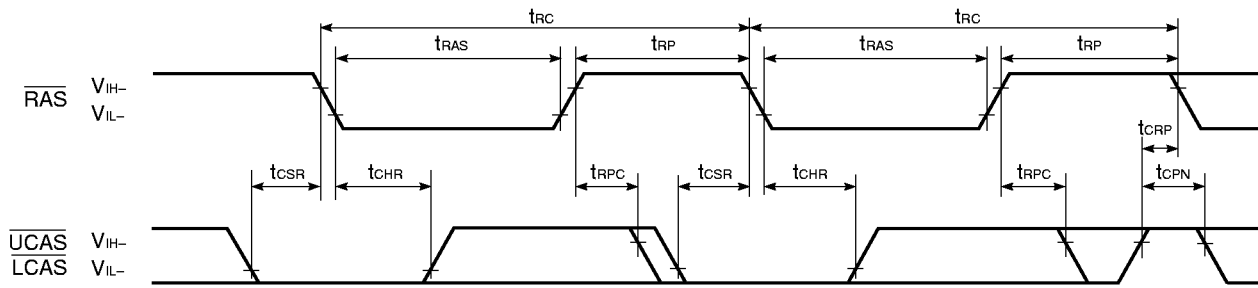 tRC tRC
tRAS tRP tRAS tRP
RAS VIH–
VIL–
tCRP
tCSR tCHR tRPC tCSR tCHR tRPC tCPN
UCAS VIH–
LCAS VIL–